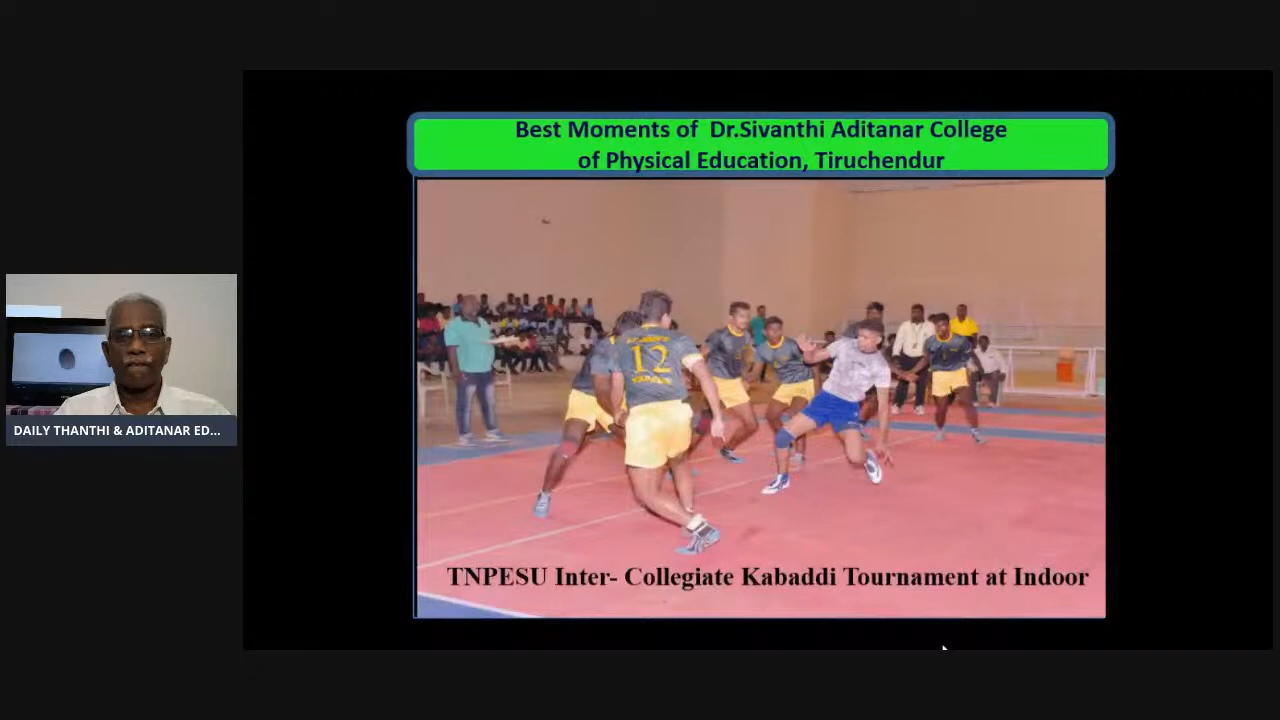 Best Moments of Dr.Sivanthi Aditanar College
of Physical Education, Tiruchendur
12
DAILY THANTHI & ADITANAR ED...
TNPESU Inter- Collegiate Kabaddi Tournament at Indoor